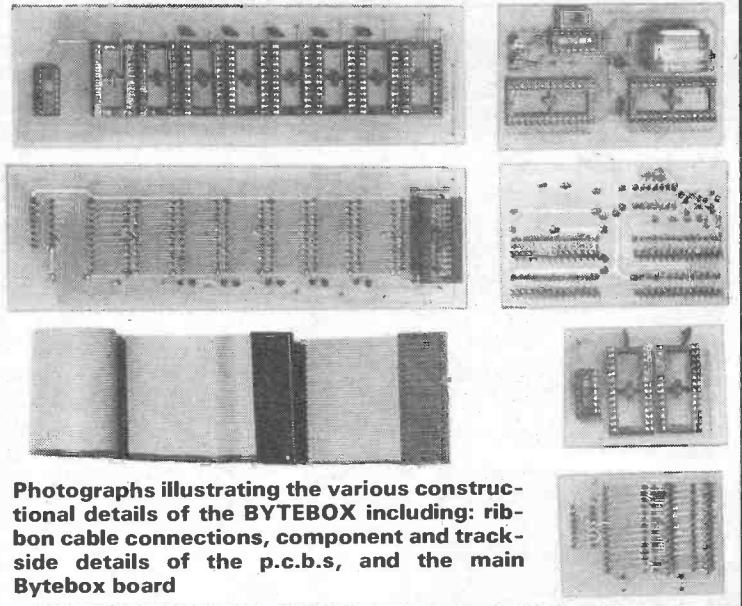 Photographs illustrating the various construc-
tional details of the BYTEBOX including: rib-
bon cable connections, component and track-
side details of the p.c.b.s, and the main
Bytebox board